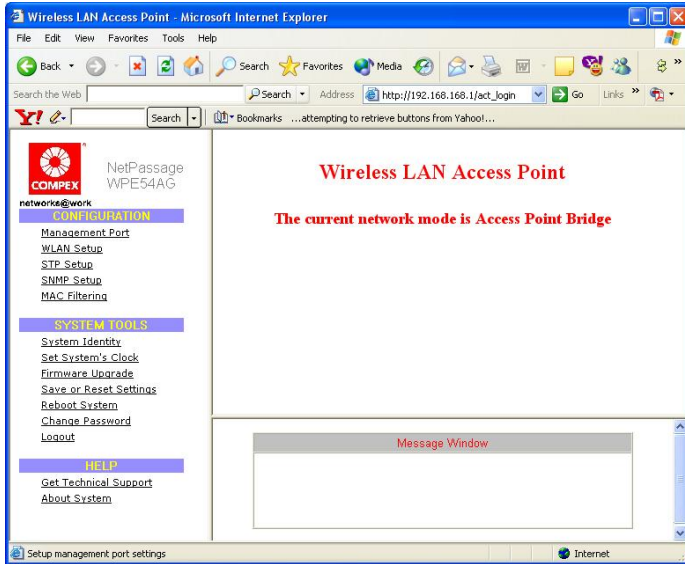 Wireless LAN Access Point - Microsoft Internet Explorer
File Edit View Favorites Tools Help
Back Search Favorites Media
Search the Web Search Address http://192.168.168.1/act_login Go Links »
Y! Search Bookmarks ...attempting to retrieve buttons from Yahoo!...
COMPEX
NetPassage
WPE54AG
networks@work
CONFIGURATION
Management Port
WLAN Setup
STP Setup
SNMP Setup
MAC Filtering
SYSTEM TOOLS
System Identity
Set System's Clock
Firmware Upgrade
Save or Reset Settings
Reboot System
Change Password
Logout
HELP
Get Technical Support
About System
Wireless LAN Access Point
The current network mode is Access Point Bridge
Message Window
Setup management port settings Internet